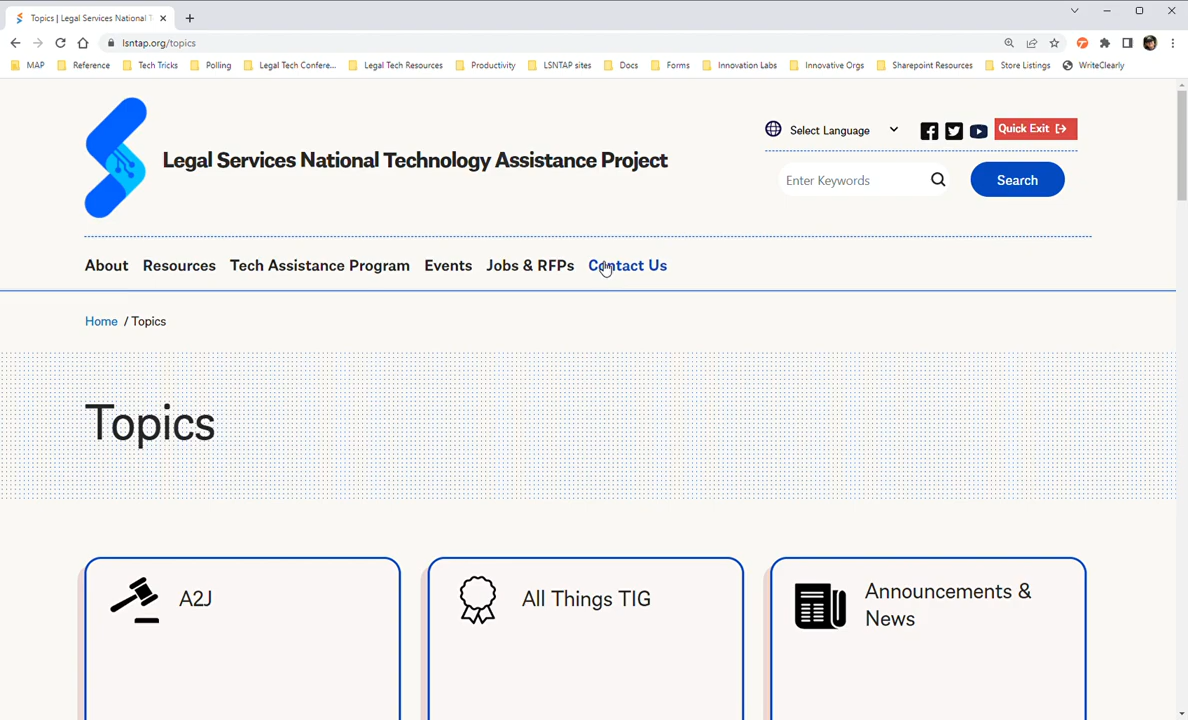 Topics | Legal Services National T
lsntap.org/topics
MAP Reference Tech Tricks Polling Legal Tech Confere... Legal Tech Resources Productivity LSNTAP sites Docs Forms Innovation Labs Innovative Orgs Sharepoint Resources Store Listings WriteClearly
Select Language Quick Exit
Legal Services National Technology Assistance Project
Enter Keywords Search
About Resources Tech Assistance Program Events Jobs & RFPs Contact Us
Home / Topics
Topics
A2J
All Things TIG
Announcements &
News